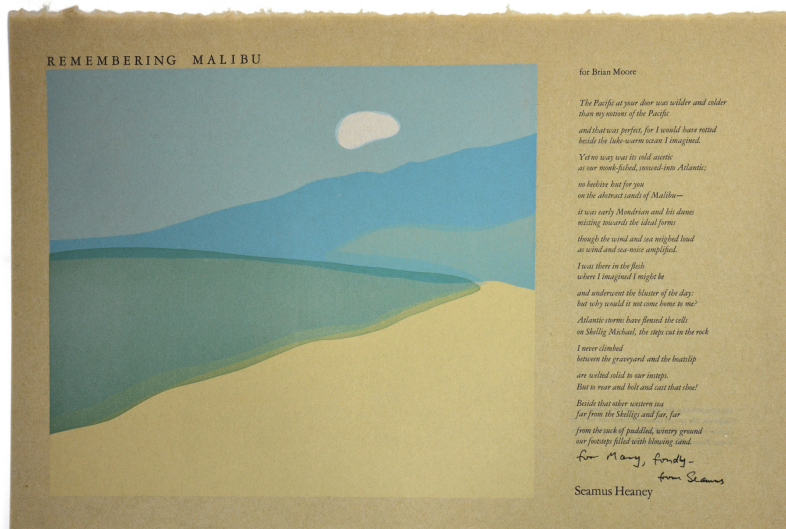 REMEMBERING MALIBU
for Brian Moore
The Pacific at your door was wilder and colder
than my notions of the Pacific
and that was perfect, for I would have rotted
beside the luke-warm ocean I imagined.
Yet no way was its cold ascetic
as our monk-fished, snowed-into Atlantic;
no beehive hut for you
on the abstract sands of Malibu—
it was early Mondrian and his dunes
misting towards the ideal forms
though the wind and sea neighed loud
as wind and sea-noise amplified.
I was there in the flesh
where I imagined I might be
and underwent the bluster of the day:
but why would it not come home to me?
Atlantic storms have flensed the cells
on Skellig Michael, the steps cut in the rock
I never climbed
between the graveyard and the boatslip
are welted solid to our insteps.
But to rear and bolt and cast that shoe!
Beside that other western sea
far from the Skelligs and far, far
from the suck of puddled, wintry ground
our footsteps filled with blowing sand.
for Mary, fondly–
from Seamus
Seamus Heaney